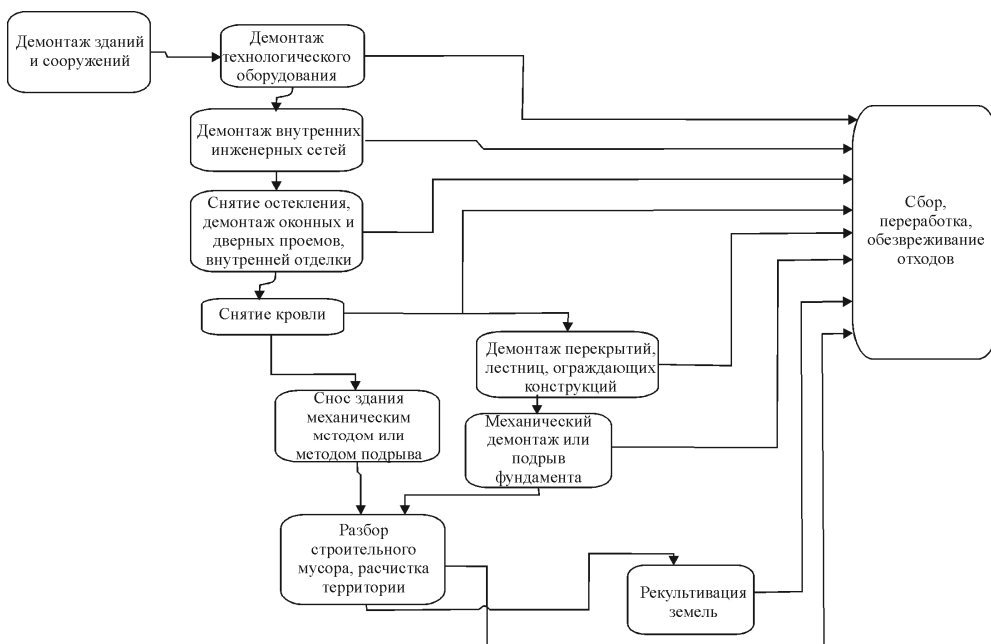 Демонтаж зданий
и сооружений
Демонтаж
технологического
оборудования
Демонтаж внутренних
инженерных сетей
Снятие остекления,
демонтаж оконных и
дверных проемов,
внутренней отделки
Снятие кровли
Сбор,
переработка,
обезвреживание
отходов
Демонтаж перекрытий,
лестниц, ограждающих
конструкций
Снос здания
механическим
методом или
методом подрыва
Механический
демонтаж или
подрыв
фундамента
Разбор
строительного
мусора, расчистка
территории
Рекультивация
земель